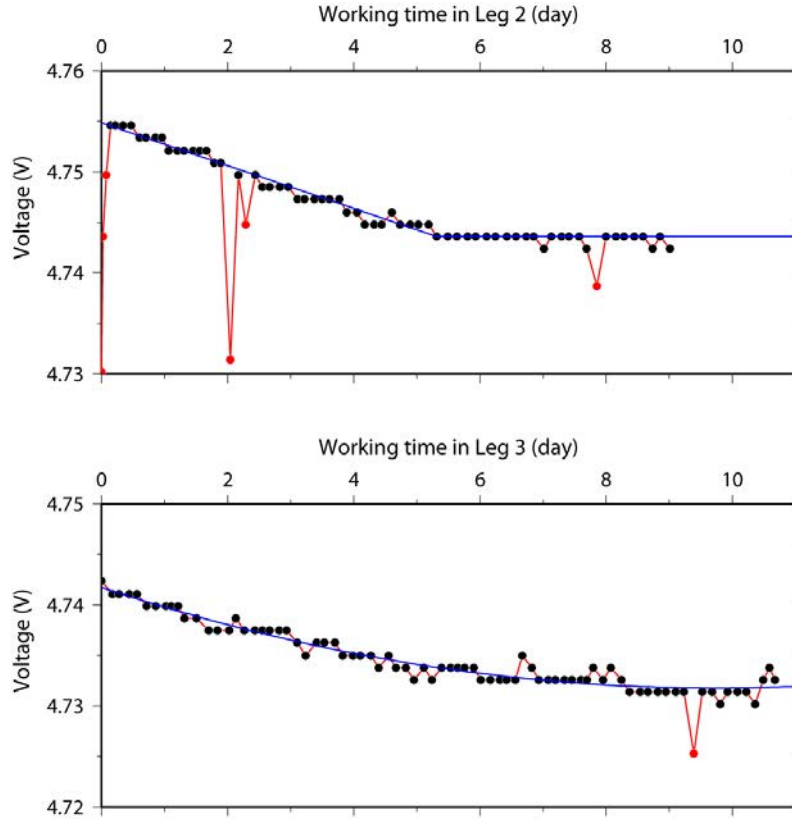 Working time in Leg 2 (day)
0 2 4 6 8 10
4.76
4.75
4.74
4.73
Voltage (V)
Working time in Leg 3 (day)
0 2 4 6 8 10
4.75
4.74
4.73
4.72
Voltage (V)